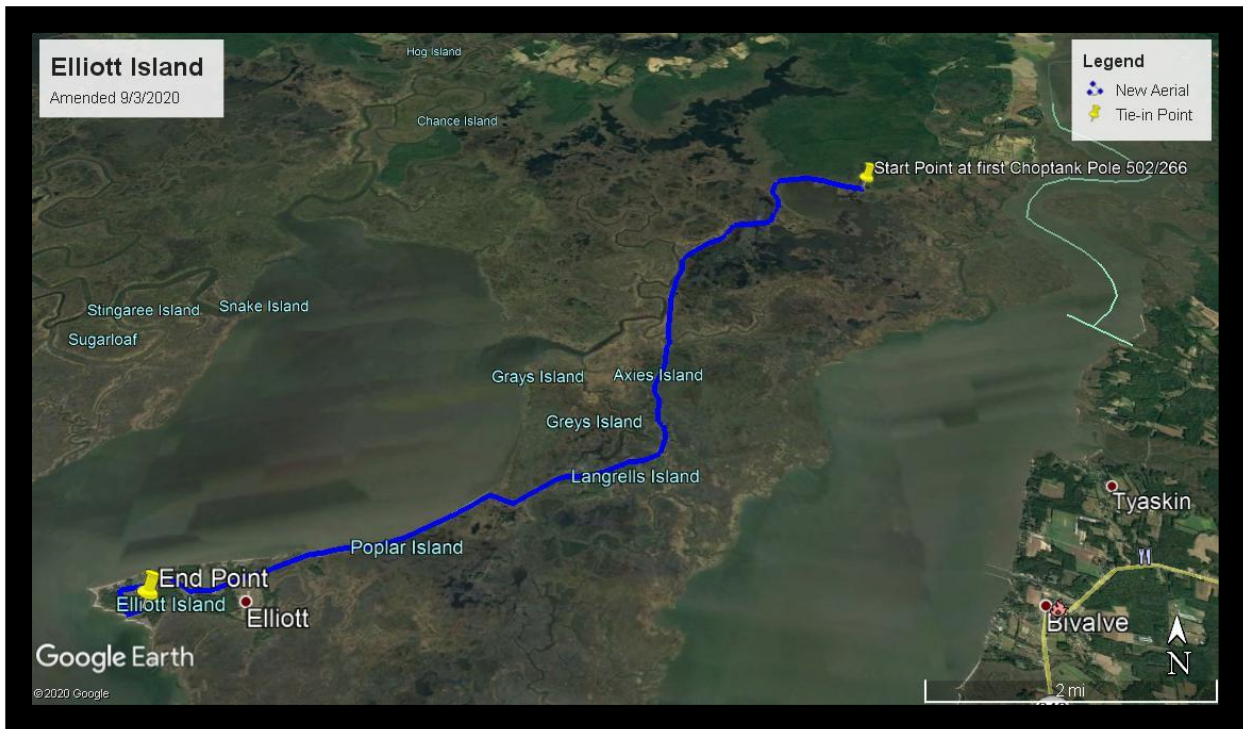 Elliott Island
Amended 9/3/2020
Hog Island
Legend
New Aerial
Tie-in Point
Chance Island
Start Point at first Choptank Pole 502/266
Stingaree Island
Snake Island
Sugarloaf
Grays Island
Axies Island
Greys Island
Langrells Island
Tyaskin
Poplar Island
End Point
Elliott Island
Elliott
Bivalve
Google Earth
N
©2020 Google
2 mi